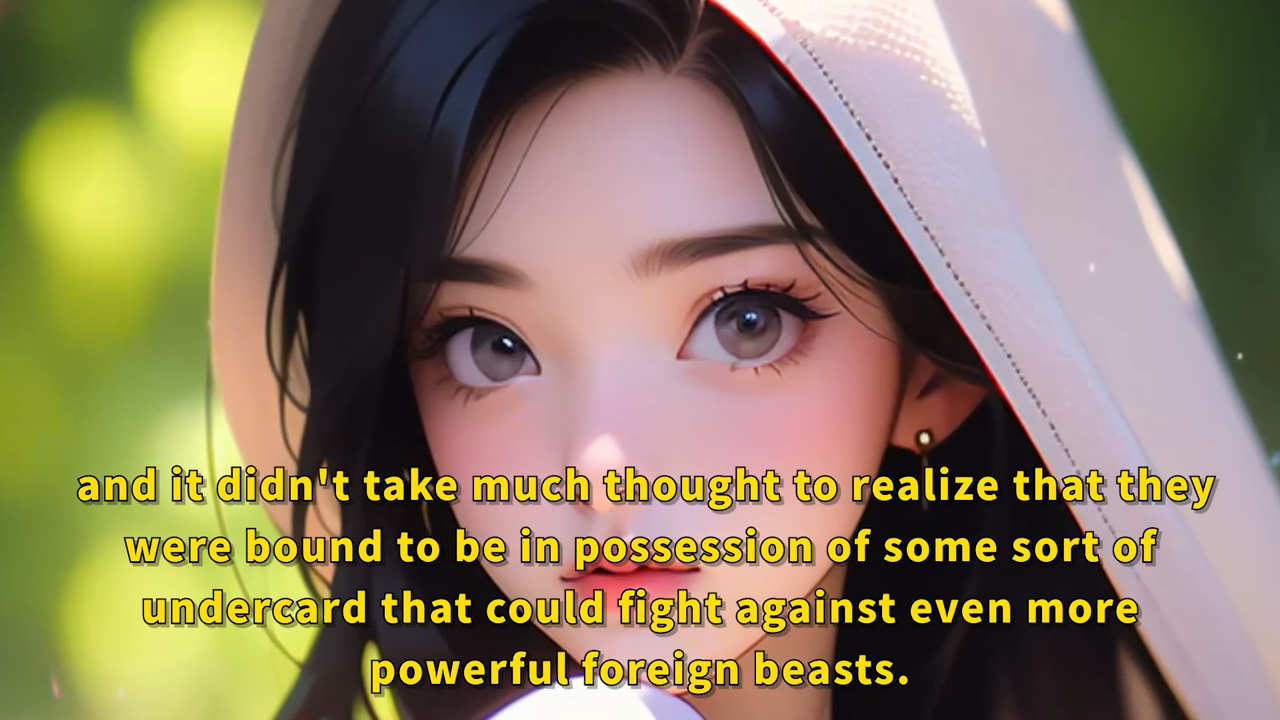 and it didn't take much thought to realize that they
were bound to be in possession of some sort of
undercard that could fight against even more
powerful foreign beasts.